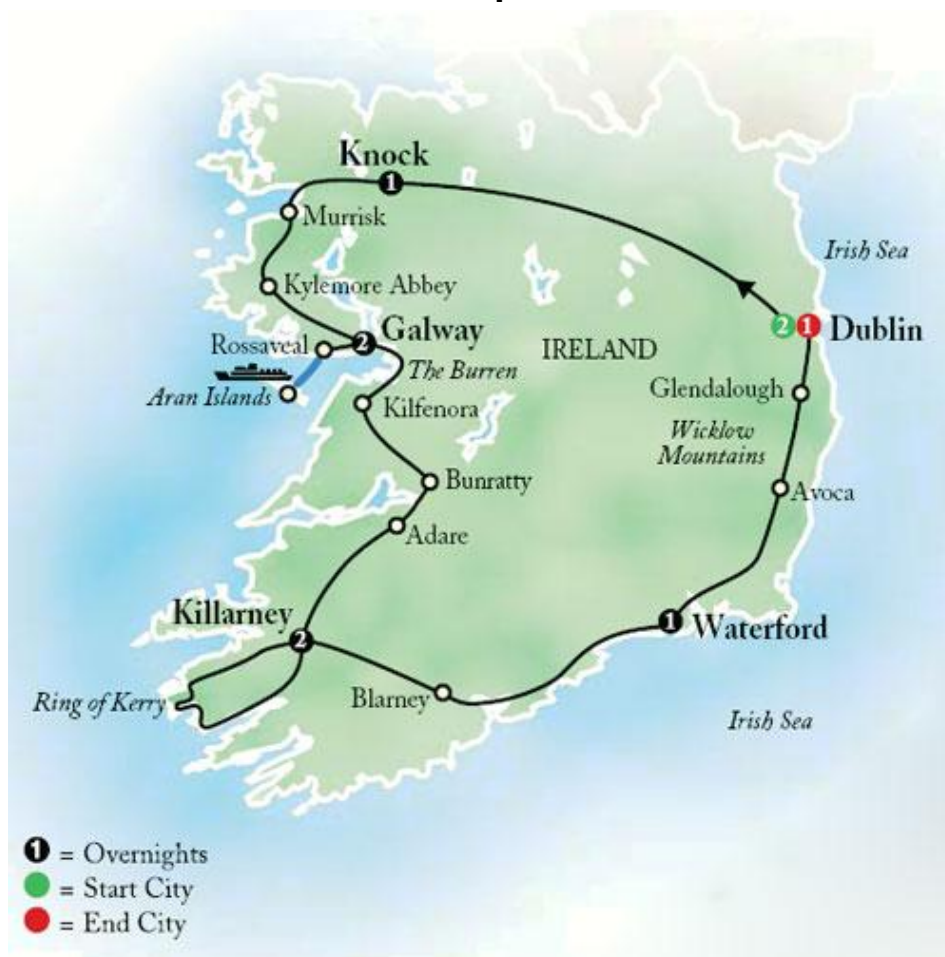 Knock
1
Murrisk
Irish Sea
Kylemore Abbey
2 1 Dublin
Galway
2
Rossaveal
IRELAND
The Burren
Aran Islands
Glendalough
Kilfenora
Wicklow
Mountains
Bunratty
Avoca
Adare
Killarney
2
1 Waterford
Ring of Kerry
Blarney
Irish Sea
1 = Overnights
= Start City
= End City